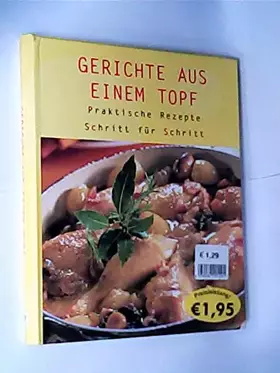 GERICHTE AUS
EINEM TOPF
Praktische Rezepte
Schritt für Schritt
€ 1,29
€1,95